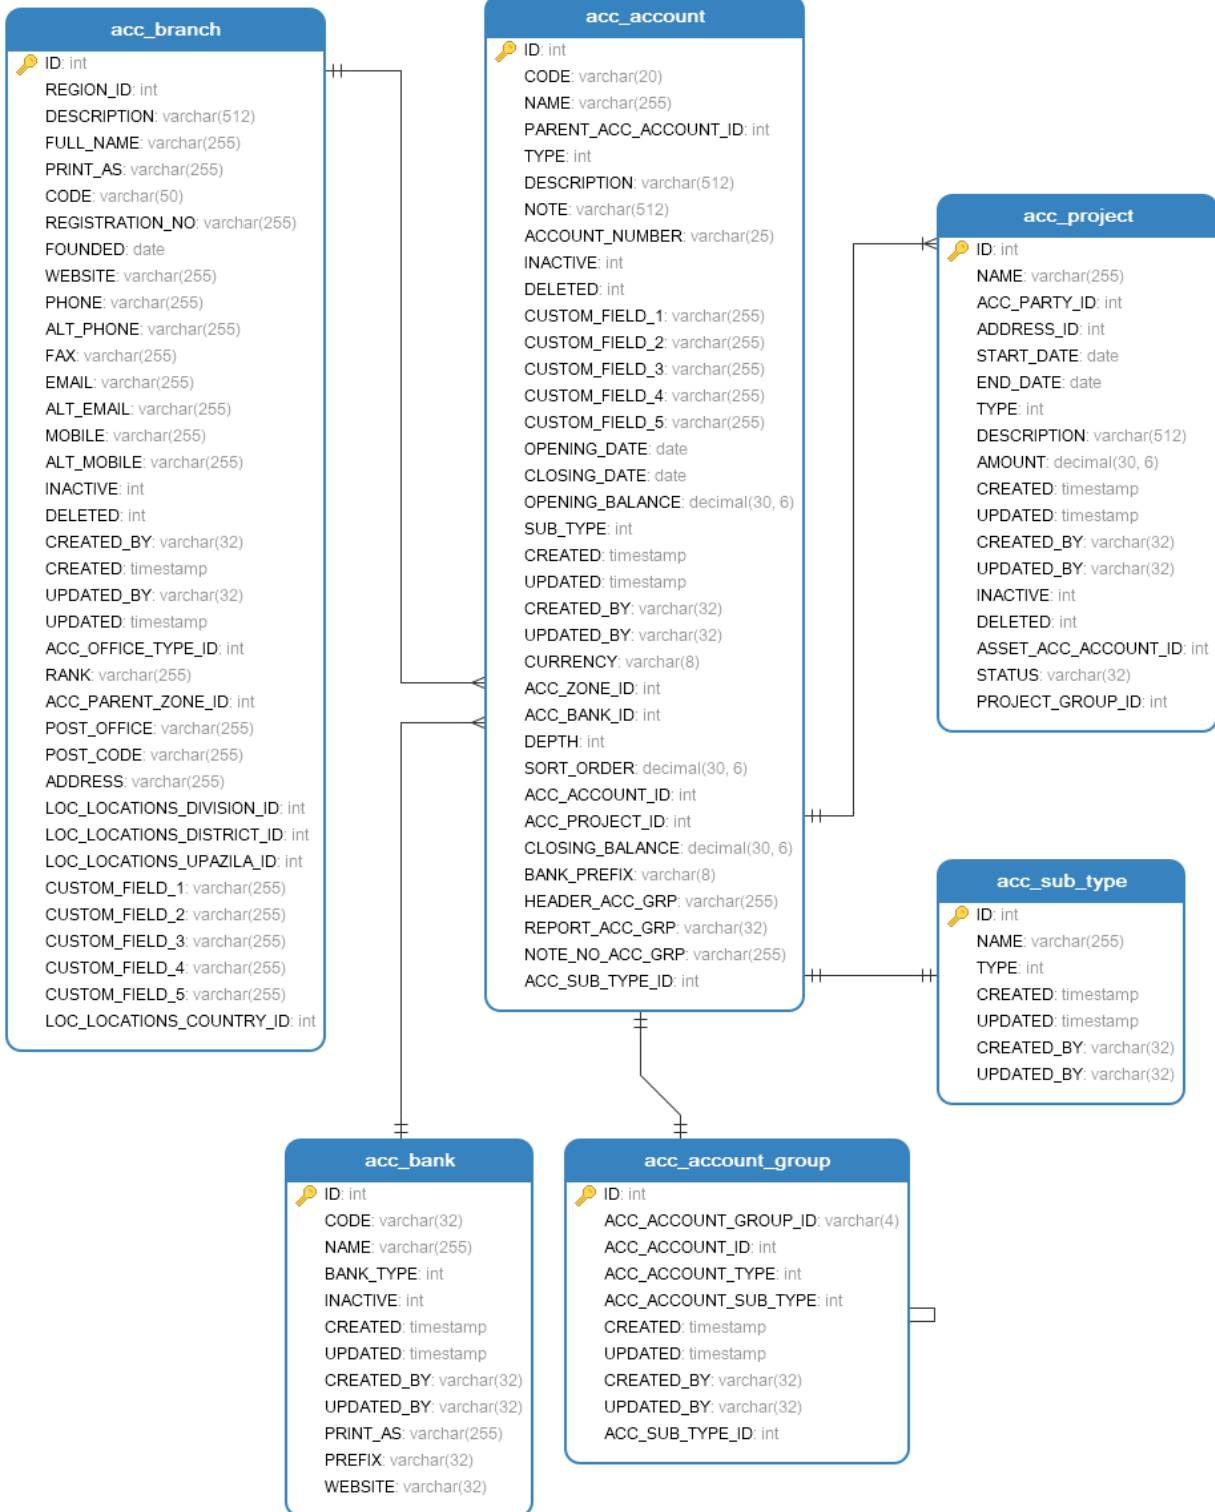 acc_branch
ID: int
REGION_ID: int
DESCRIPTION: varchar(512)
FULL_NAME: varchar(255)
PRINT_AS: varchar(255)
CODE: varchar(50)
REGISTRATION_NO: varchar(255)
FOUNDED: date
WEBSITE: varchar(255)
PHONE: varchar(255)
ALT_PHONE: varchar(255)
FAX: varchar(255)
EMAIL: varchar(255)
ALT_EMAIL: varchar(255)
MOBILE: varchar(255)
ALT_MOBILE: varchar(255)
INACTIVE: int
DELETED: int
CREATED_BY: varchar(32)
CREATED: timestamp
UPDATED_BY: varchar(32)
UPDATED: timestamp
ACC_OFFICE_TYPE_ID: int
RANK: varchar(255)
ACC_PARENT_ZONE_ID: int
POST_OFFICE: varchar(255)
POST_CODE: varchar(255)
ADDRESS: varchar(255)
LOC_LOCATIONS_DIVISION_ID: int
LOC_LOCATIONS_DISTRICT_ID: int
LOC_LOCATIONS_UPAZILA_ID: int
CUSTOM_FIELD_1: varchar(255)
CUSTOM_FIELD_2: varchar(255)
CUSTOM_FIELD_3: varchar(255)
CUSTOM_FIELD_4: varchar(255)
CUSTOM_FIELD_5: varchar(255)
LOC_LOCATIONS_COUNTRY_ID: int
acc_account
ID: int
CODE: varchar(20)
NAME: varchar(255)
PARENT_ACC_ACCOUNT_ID: int
TYPE: int
DESCRIPTION: varchar(512)
NOTE: varchar(512)
ACCOUNT_NUMBER: varchar(25)
INACTIVE: int
DELETED: int
CUSTOM_FIELD_1: varchar(255)
CUSTOM_FIELD_2: varchar(255)
CUSTOM_FIELD_3: varchar(255)
CUSTOM_FIELD_4: varchar(255)
CUSTOM_FIELD_5: varchar(255)
OPENING_DATE: date
CLOSING_DATE: date
OPENING_BALANCE: decimal(30, 6)
SUB_TYPE: int
CREATED: timestamp
UPDATED: timestamp
CREATED_BY: varchar(32)
UPDATED_BY: varchar(32)
CURRENCY: varchar(8)
ACC_ZONE_ID: int
ACC_BANK_ID: int
DEPTH: int
SORT_ORDER: decimal(30, 6)
ACC_ACCOUNT_ID: int
ACC_PROJECT_ID: int
CLOSING_BALANCE: decimal(30, 6)
BANK_PREFIX: varchar(8)
HEADER_ACC_GRP: varchar(255)
REPORT_ACC_GRP: varchar(32)
NOTE_NO_ACC_GRP: varchar(255)
ACC_SUB_TYPE_ID: int
acc_project
ID: int
NAME: varchar(255)
ACC_PARTY_ID: int
ADDRESS_ID: int
START_DATE: date
END_DATE: date
TYPE: int
DESCRIPTION: varchar(512)
AMOUNT: decimal(30, 6)
CREATED: timestamp
UPDATED: timestamp
CREATED_BY: varchar(32)
UPDATED_BY: varchar(32)
INACTIVE: int
DELETED: int
ASSET_ACC_ACCOUNT_ID: int
STATUS: varchar(32)
PROJECT_GROUP_ID: int
acc_sub_type
ID: int
NAME: varchar(255)
TYPE: int
CREATED: timestamp
UPDATED: timestamp
CREATED_BY: varchar(32)
UPDATED_BY: varchar(32)
acc_bank
ID: int
CODE: varchar(32)
NAME: varchar(255)
BANK_TYPE: int
INACTIVE: int
CREATED: timestamp
UPDATED: timestamp
CREATED_BY: varchar(32)
UPDATED_BY: varchar(32)
PRINT_AS: varchar(255)
PREFIX: varchar(32)
WEBSITE: varchar(32)
acc_account_group
ID: int
ACC_ACCOUNT_GROUP_ID: varchar(4)
ACC_ACCOUNT_ID: int
ACC_ACCOUNT_TYPE: int
ACC_ACCOUNT_SUB_TYPE: int
CREATED: timestamp
UPDATED: timestamp
CREATED_BY: varchar(32)
UPDATED_BY: varchar(32)
ACC_SUB_TYPE_ID: int